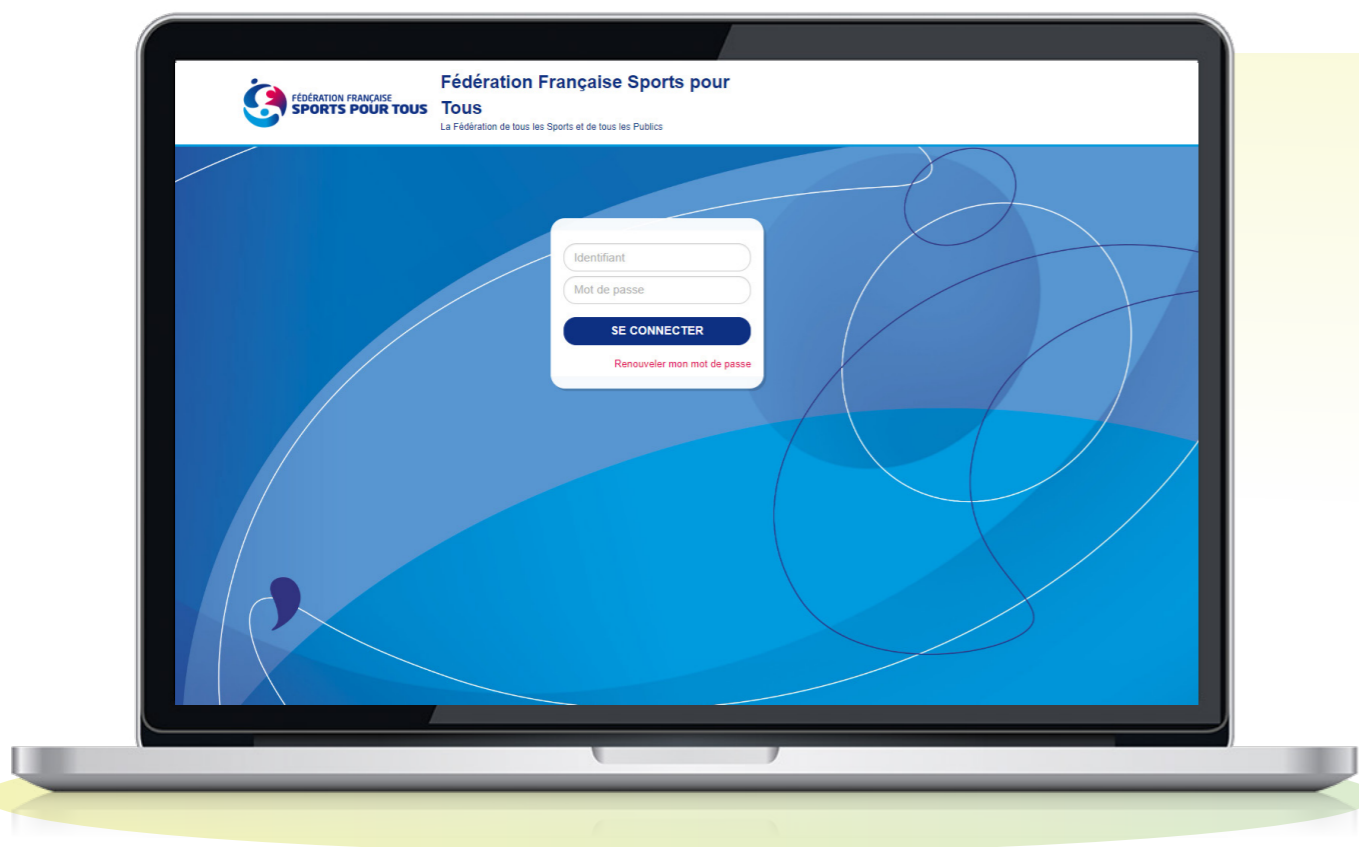 FÉDÉRATION FRANÇAISE
SPORTS POUR TOUS
Fédération Française Sports pour
Tous
La Fédération de tous les Sports et de tous les Publics
Identifiant
Mot de passe
SE CONNECTER
Renouveler mon mot de passe